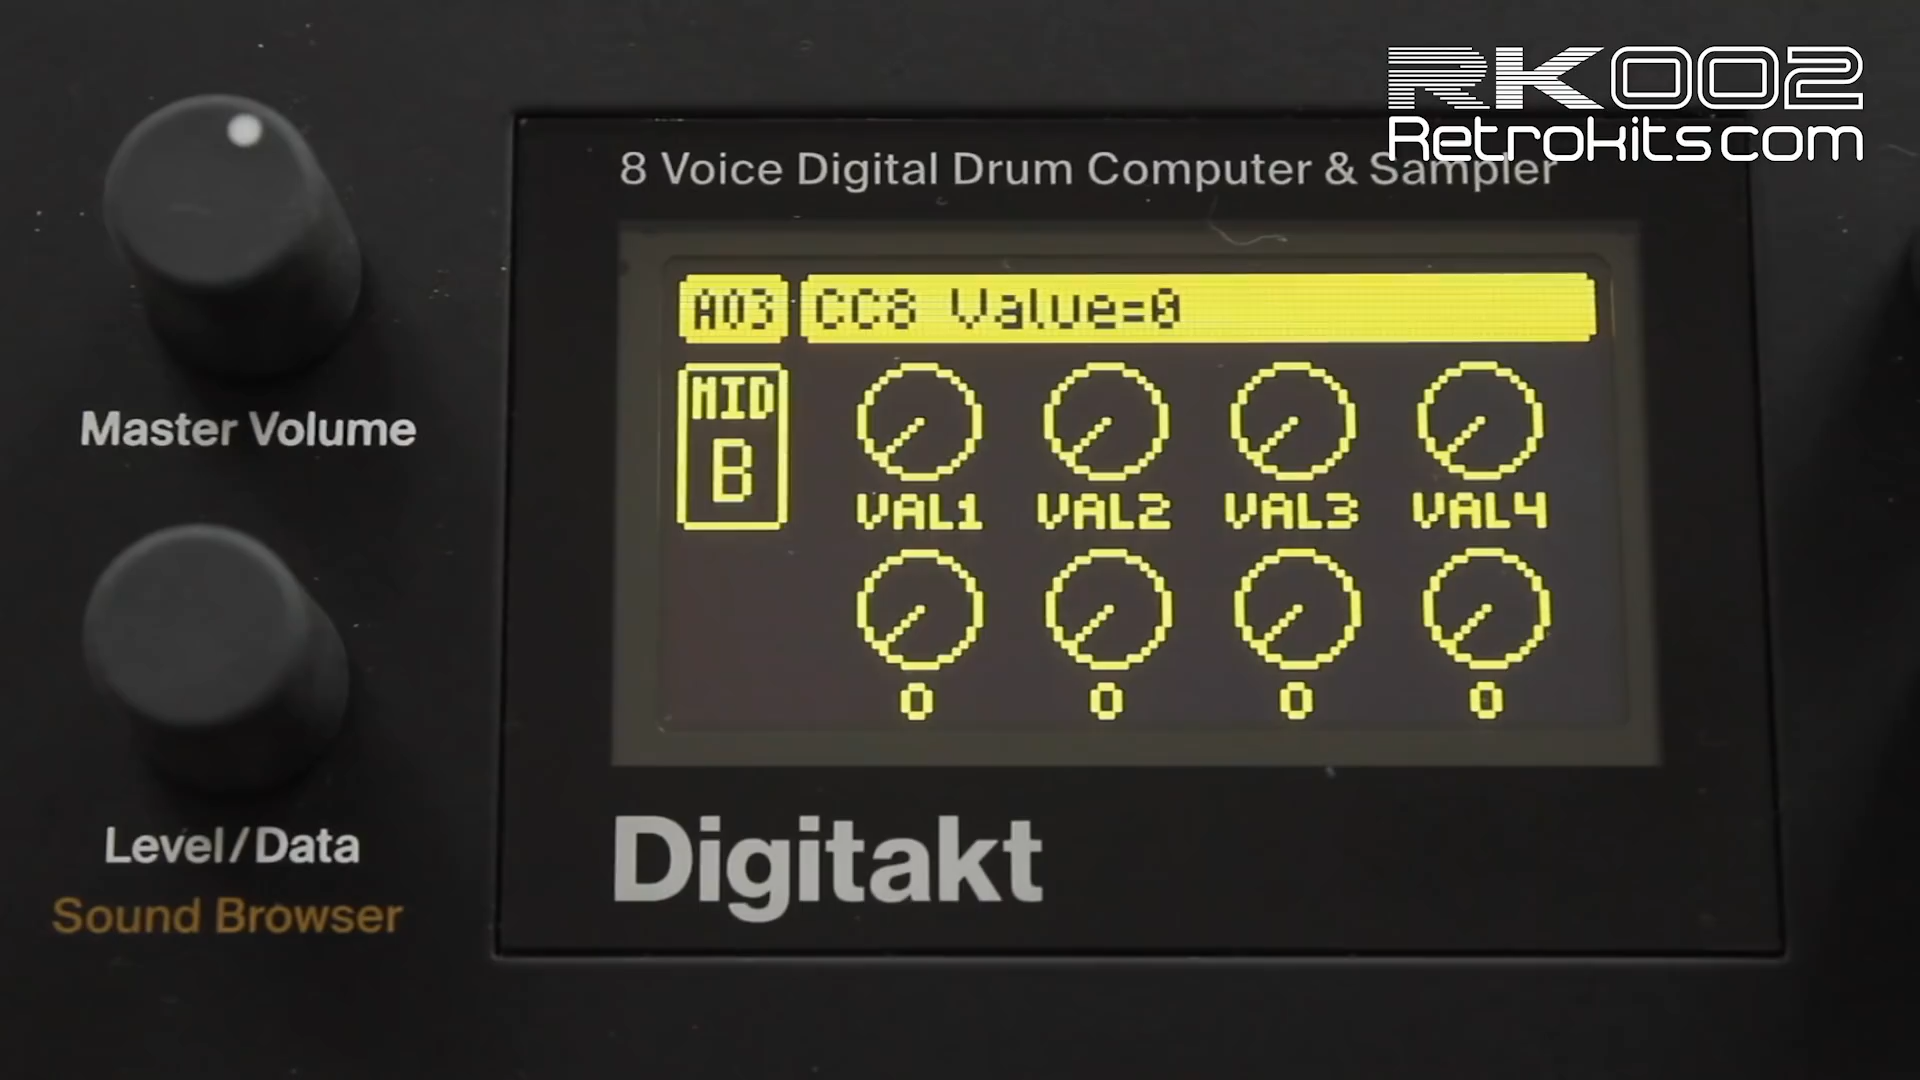 RK002
Retrokits.com
8 Voice Digital Drum Computer & Sampler
A03 CC8 Value=0
MID
B
VAL1 VAL2 VAL3 VAL4
0 0 0 0
Master Volume
Level/Data
Sound Browser
Digitakt